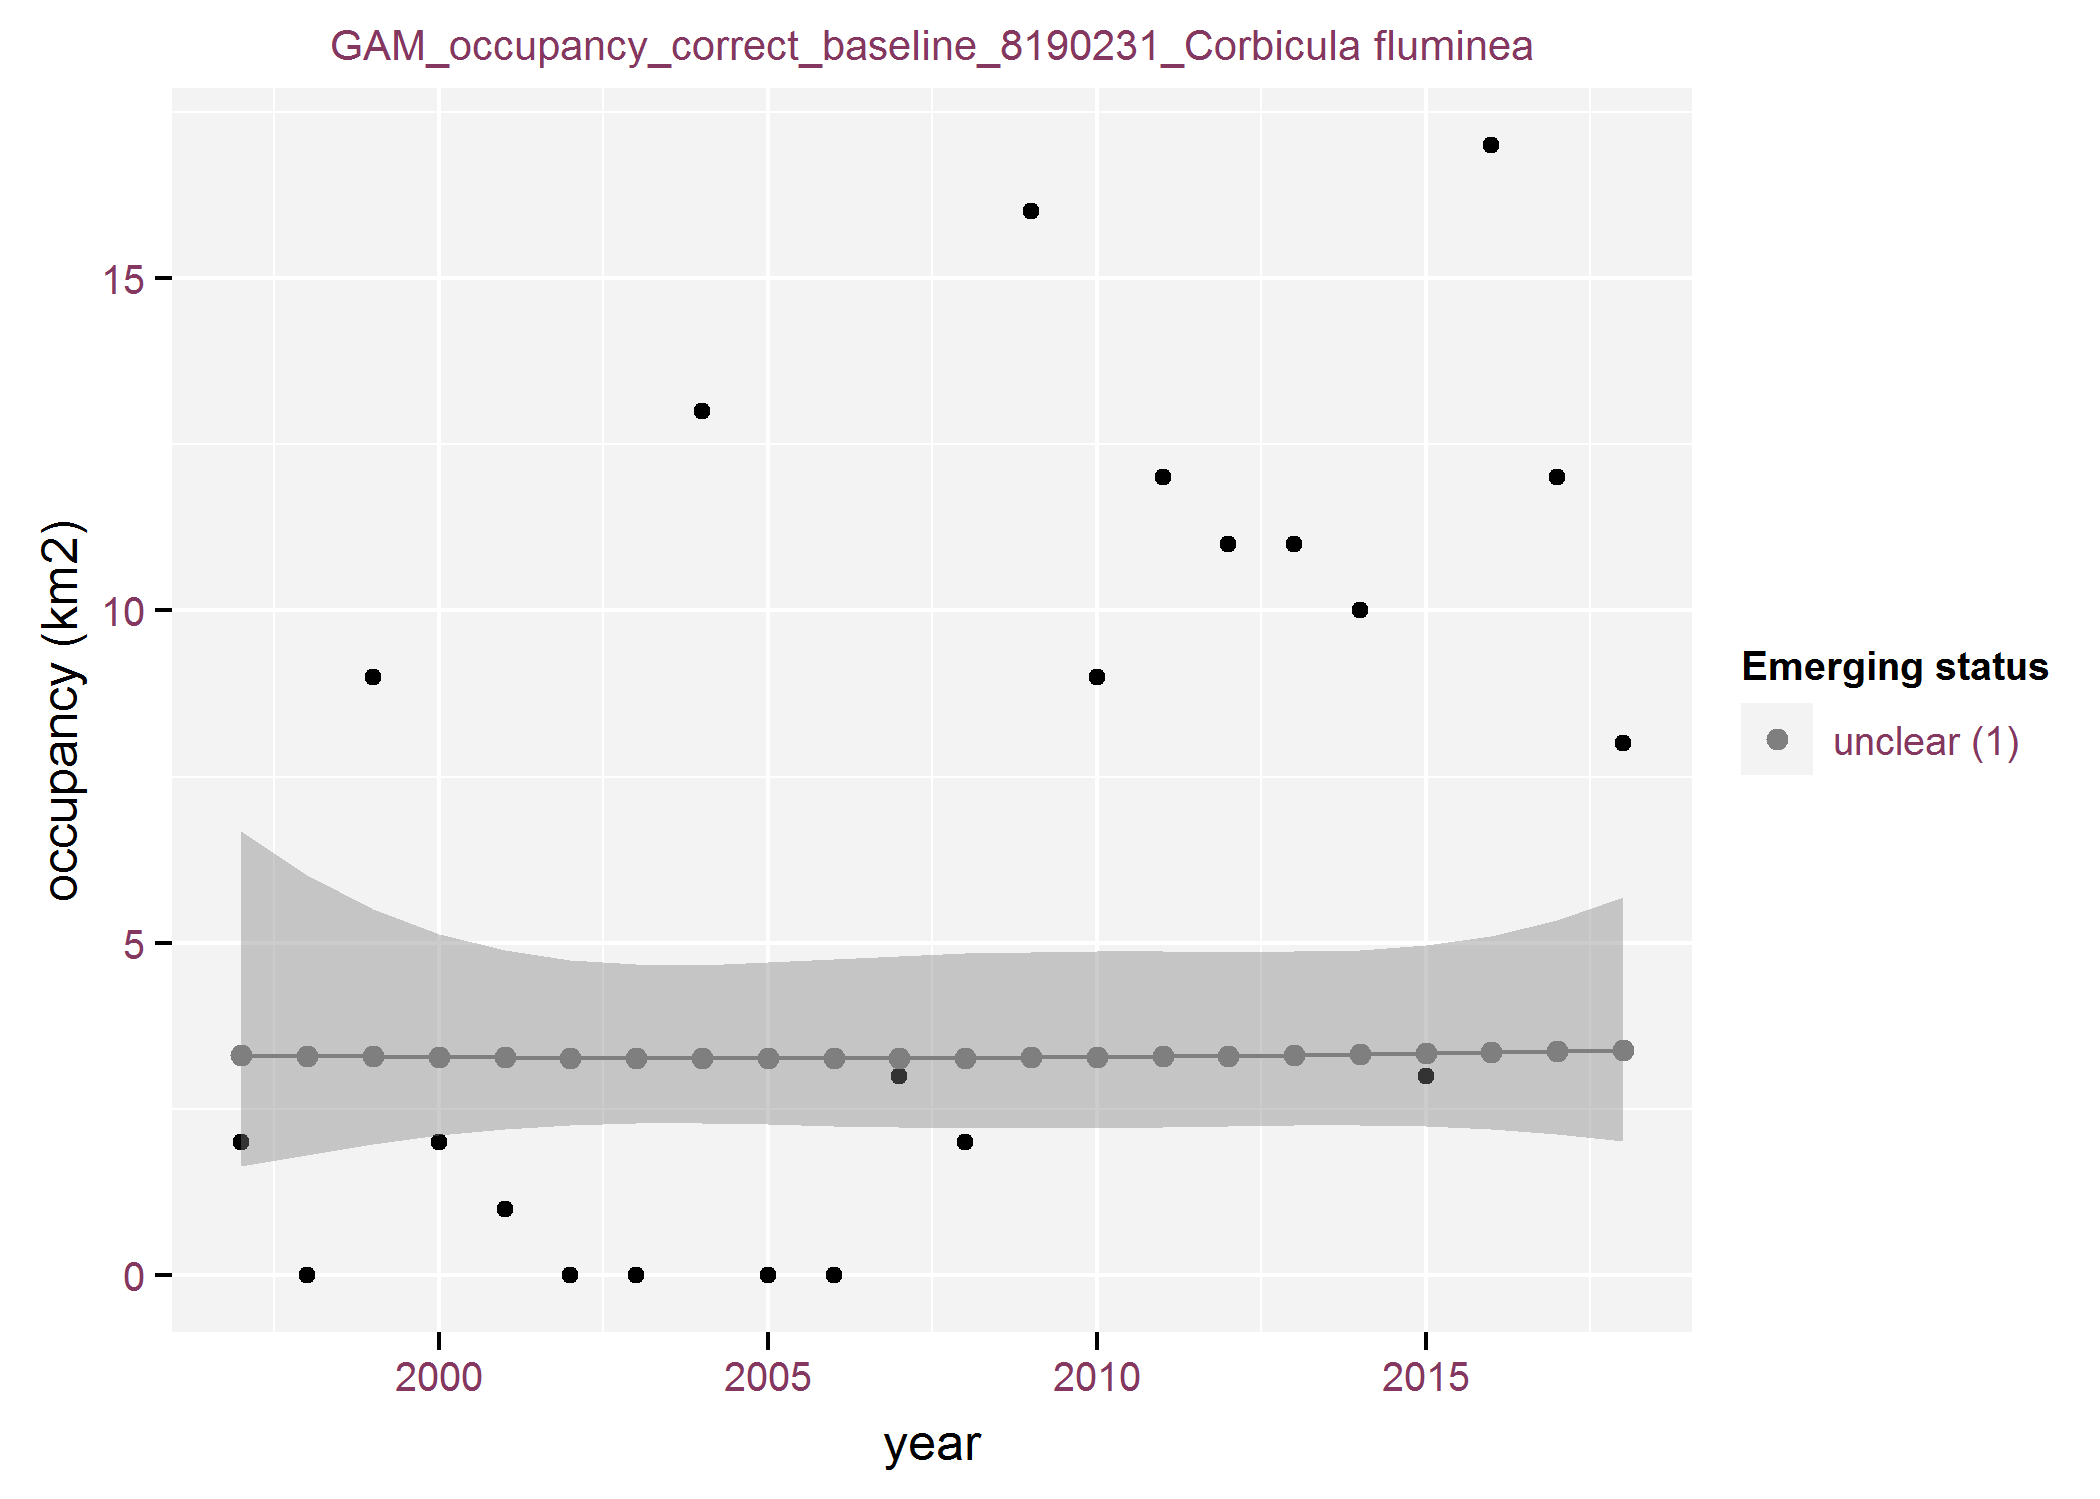 GAM_occupancy_correct_baseline_8190231_Corbicula fluminea
occupancy (km2)
15
10
5
0
2000 2005 2010 2015
year
Emerging status
unclear (1)